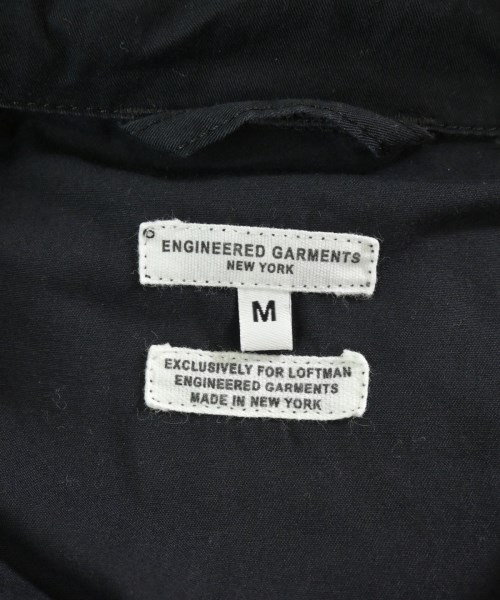 ENGINEERED GARMENTS
NEW YORK
M
EXCLUSIVELY FOR LOFTMAN
ENGINEERED GARMENTS
MADE IN NEW YORK